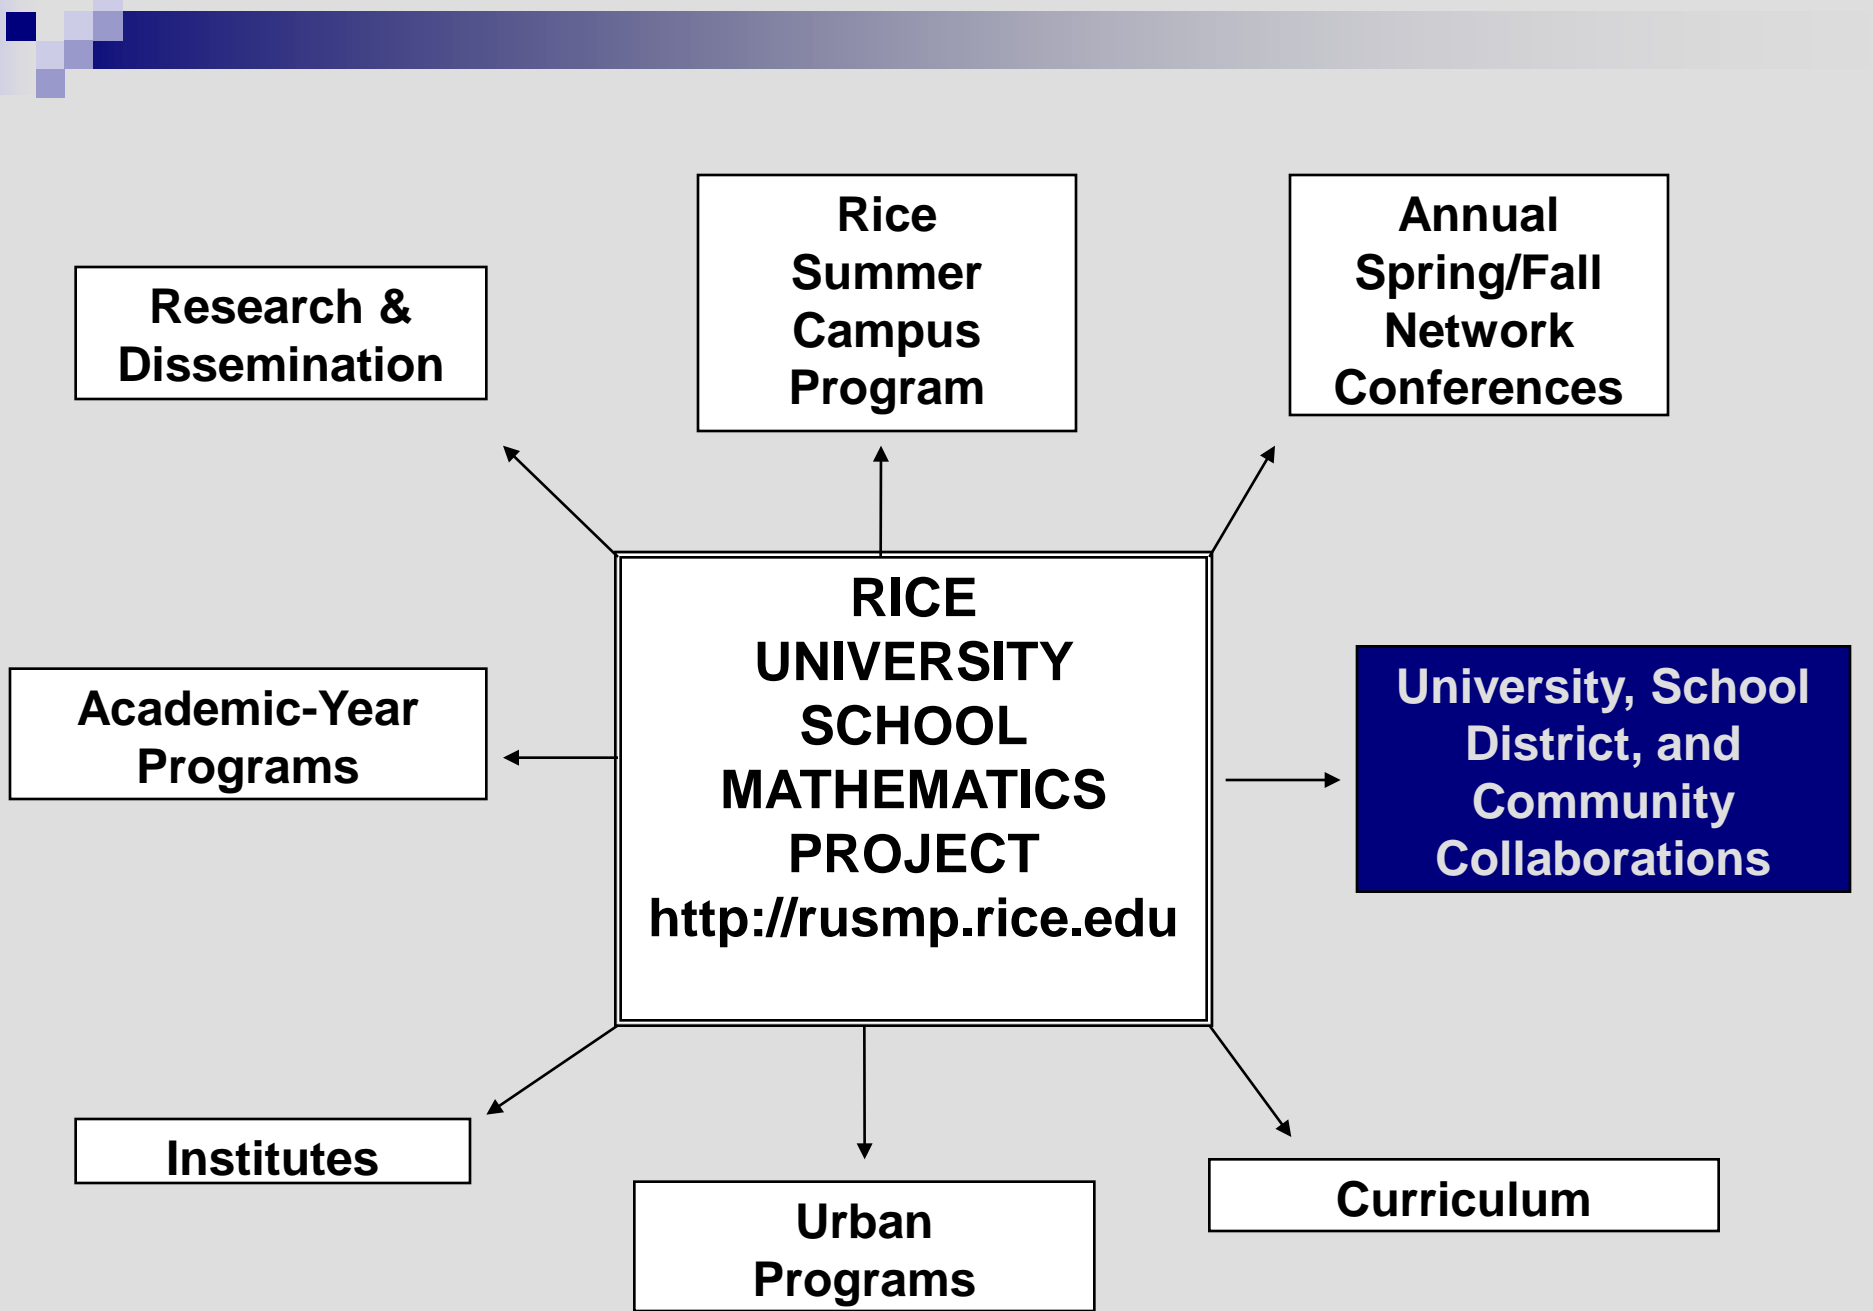 Rice
Summer
Campus
Program
Annual
Spring/Fall
Network
Conferences
Research &
Dissemination
RICE
UNIVERSITY
SCHOOL
MATHEMATICS
PROJECT
http://rusmp.rice.edu
Academic-Year
Programs
University, School
District, and
Community
Collaborations
Institutes
Urban
Programs
Curriculum